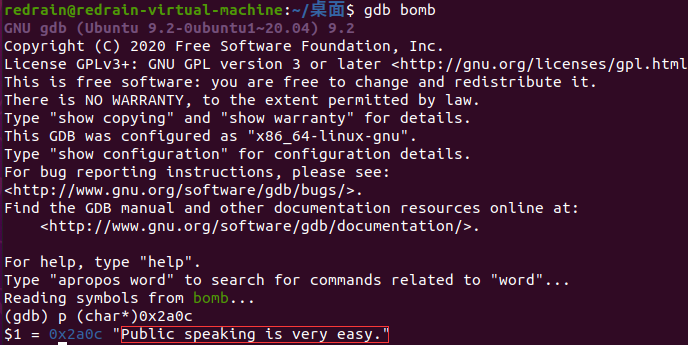 redrain@redrain-virtual-machine:~/桌面$ gdb bomb
GNU gdb (Ubuntu 9.2-0ubuntu1~20.04) 9.2
Copyright (C) 2020 Free Software Foundation, Inc.
License GPLv3+: GNU GPL version 3 or later <http://gnu.org/licenses/gpl.html
This is free software: you are free to change and redistribute it.
There is NO WARRANTY, to the extent permitted by law.
Type "show copying" and "show warranty" for details.
This GDB was configured as "x86_64-linux-gnu".
Type "show configuration" for configuration details.
For bug reporting instructions, please see:
<http://www.gnu.org/software/gdb/bugs/>.
Find the GDB manual and other documentation resources online at:
    <http://www.gnu.org/software/gdb/documentation/>.

For help, type "help".
Type "apropos word" to search for commands related to "word"...
Reading symbols from bomb...
(gdb) p (char*)0x2a0c
$1 = 0x2a0c "Public speaking is very easy."